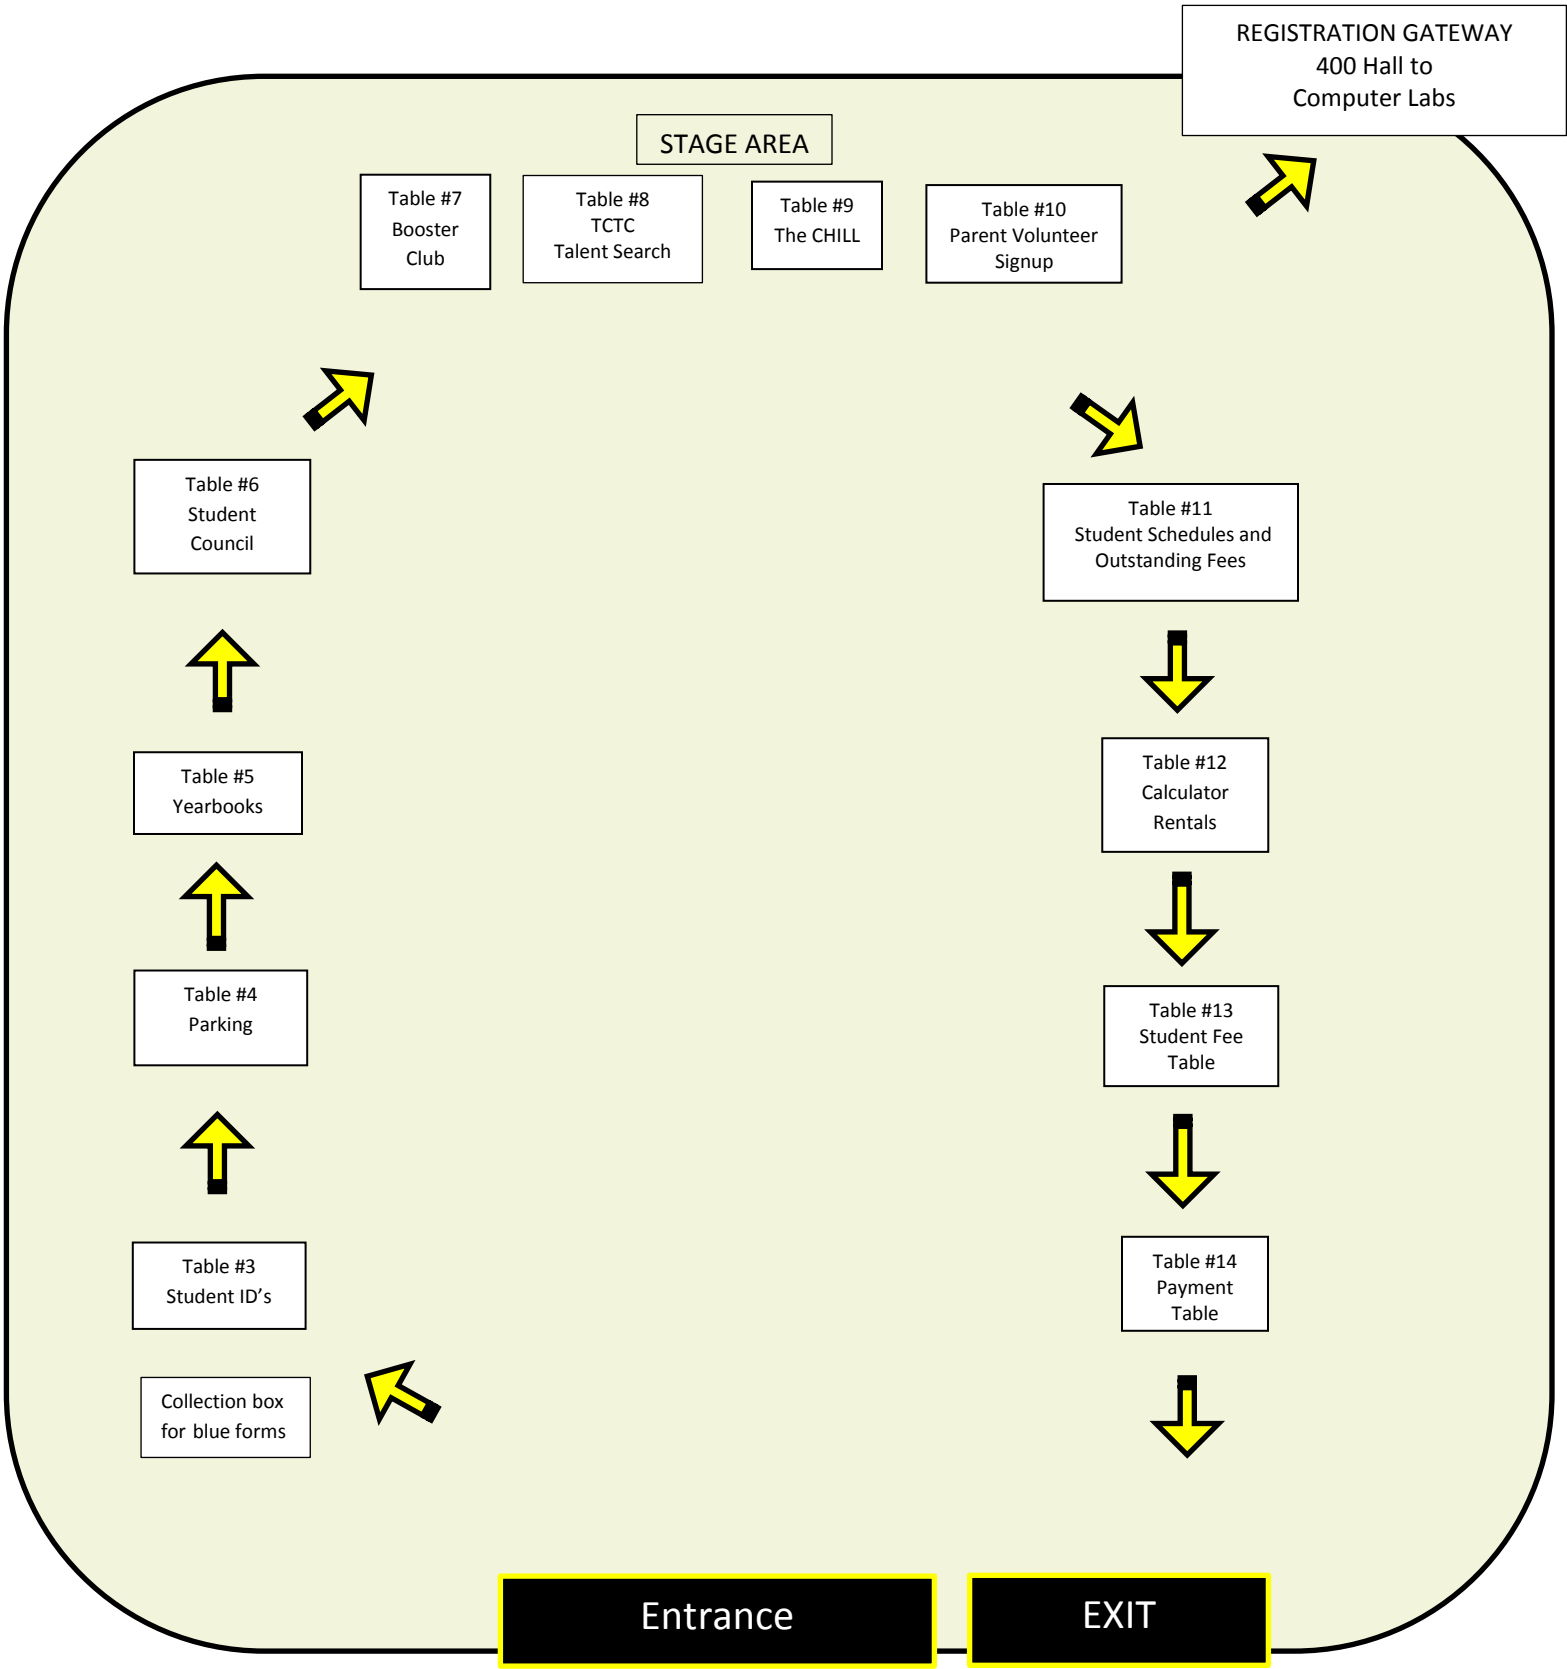 REGISTRATION GATEWAY
400 Hall to
Computer Labs
STAGE AREA
Table #7
Booster
Club
Table #8
TCTC
Talent Search
Table #9
The CHILL
Table #10
Parent Volunteer
Signup
Table #6
Student
Council
Table #11
Student Schedules and
Outstanding Fees
Table #5
Yearbooks
Table #12
Calculator
Rentals
Table #4
Parking
Table #13
Student Fee
Table
Table #3
Student ID’s
Table #14
Payment
Table
Collection box
for blue forms
Entrance
EXIT